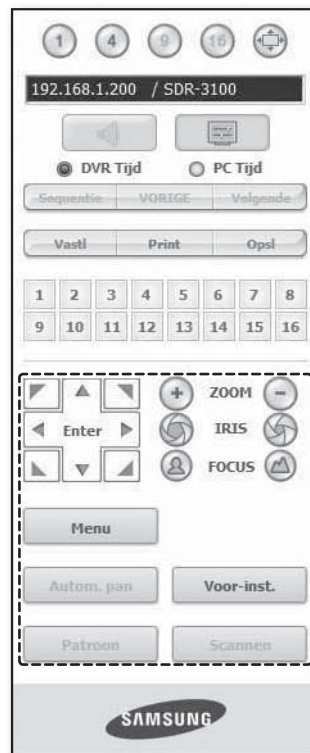 1 4 9 16
192.168.1.200 / SDR-3100
DVR Tijd PC Tijd
Sequentie VORIGE Volgende
Vastl Print Opsl
1 2 3 4 5 6 7 8
9 10 11 12 13 14 15 16
+ ZOOM −
Enter IRIS
FOCUS
Menu
Autom. pan Voor-inst.
Patroon Scannen
SAMSUNG